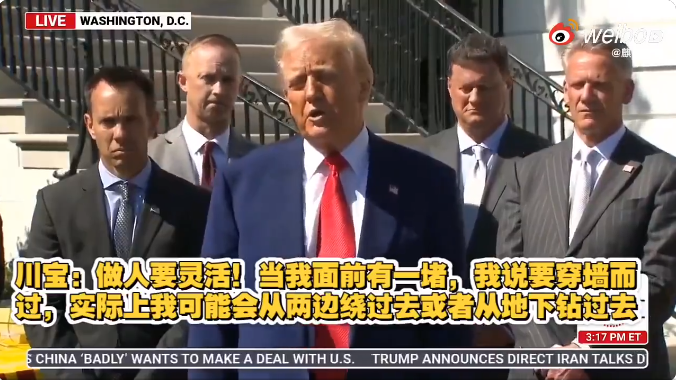 LIVE WASHINGTON, D.C.
weibo
@麒
川宝：做人要灵活！当我面前有一堵，我说要穿墙而
过，实际上我可能会从两边绕过去或者从地下钻过去
3:17 PM ET
CHINA 'BADLY' WANTS TO MAKE A DEAL WITH U.S. TRUMP ANNOUNCES DIRECT IRAN TALKS D